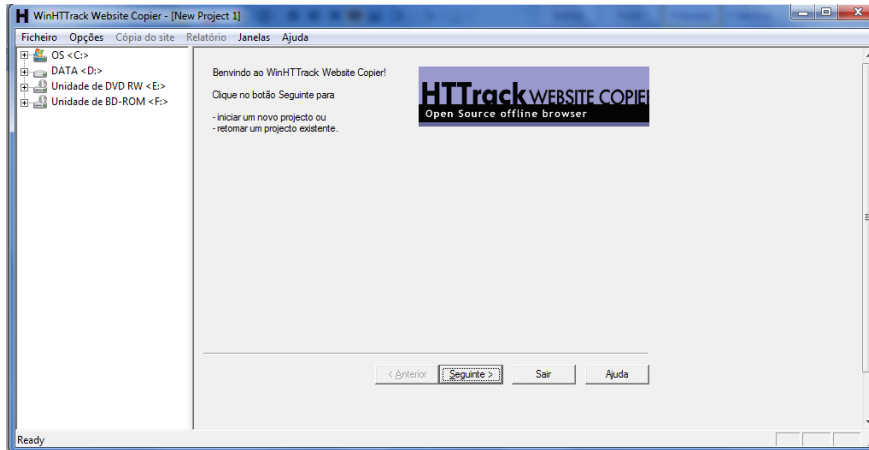 WinHTTrack Website Copier - [New Project 1]
Ficheiro Opções Cópia do site Relatório Janelas Ajuda
OS <C:>
DATA <D:>
Unidade de DVD RW <E:>
Unidade de BD-ROM <F:>
Benvindo ao WinHTTrack Website Copier!
Clique no botão Seguinte para
- iniciar um novo projecto ou
- retomar um projecto existente.
HTTrack WEBSITE COPIER
Open Source offline browser
< Anterior Seguinte > Sair Ajuda
Ready